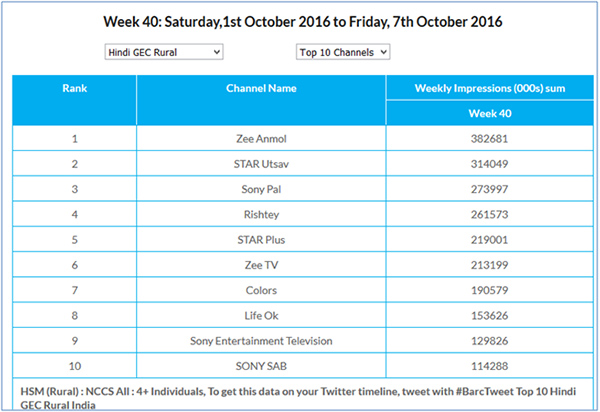 Week 40: Saturday,1st October 2016 to Friday, 7th October 2016
Hindi GEC Rural Top 10 Channels
Rank Channel Name Weekly Impressions (000s) sum
Week 40
1 Zee Anmol 382681
2 STAR Utsav 314049
3 Sony Pal 273997
4 Rishtey 261573
5 STAR Plus 219001
6 Zee TV 213199
7 Colors 190579
8 Life Ok 153626
9 Sony Entertainment Television 129826
10 SONY SAB 114288
HSM (Rural) : NCCS All : 4+ Individuals, To get this data on your Twitter timeline, tweet with #BarcTweet Top 10 Hindi
GEC Rural India